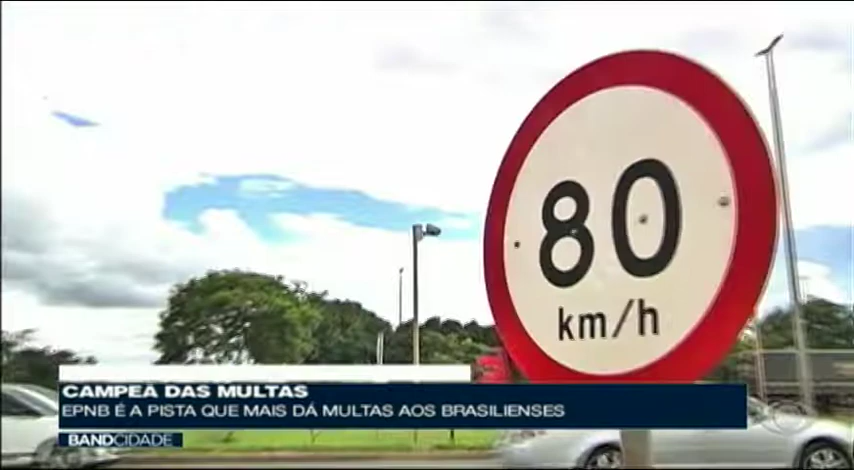 80
km/h
CAMPEÃ DAS MULTAS
EPNB É A PISTA QUE MAIS DÁ MULTAS AOS BRASILIENSES
BANDCIDADE